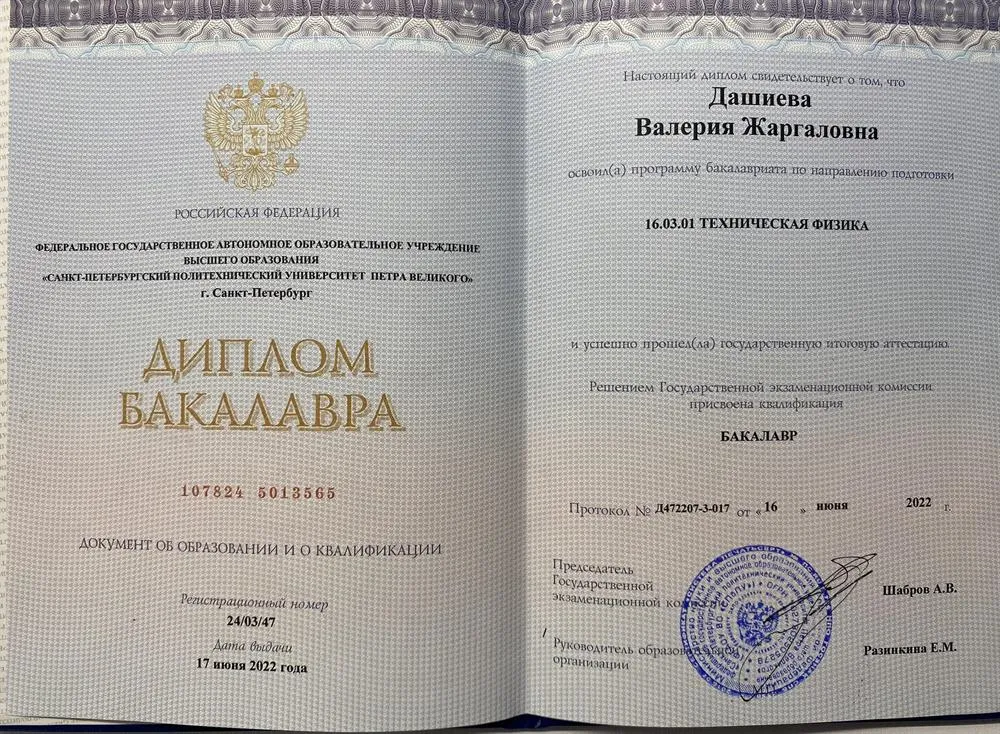 РОССИЙСКАЯ ФЕДЕРАЦИЯ
ФЕДЕРАЛЬНОЕ ГОСУДАРСТВЕННОЕ АВТОНОМНОЕ ОБРАЗОВАТЕЛЬНОЕ УЧРЕЖДЕНИЕ
ВЫСШЕГО ОБРАЗОВАНИЯ
«САНКТ-ПЕТЕРБУРГСКИЙ ПОЛИТЕХНИЧЕСКИЙ УНИВЕРСИТЕТ ПЕТРА ВЕЛИКОГО»
г. Санкт-Петербург
ДИПЛОМ
БАКАЛАВРА
107824 5013565
ДОКУМЕНТ ОБ ОБРАЗОВАНИИ И О КВАЛИФИКАЦИИ
Регистрационный номер
24/03/47
Дата выдачи
17 июня 2022 года
Настоящий диплом свидетельствует о том, что
Дашиева
Валерия Жаргаловна
освоил(а) программу бакалавриата по направлению подготовки
16.03.01 ТЕХНИЧЕСКАЯ ФИЗИКА
и успешно прошел(ла) государственную итоговую аттестацию.
Решением Государственной экзаменационной комиссии
присвоена квалификация
БАКАЛАВР
Протокол № Д472207-3-017 от «16» июня 2022 г.
Председатель
Государственной
экзаменационной
Шабров А.В.
Руководитель
организации
Разинкина Е.М.
М.П.